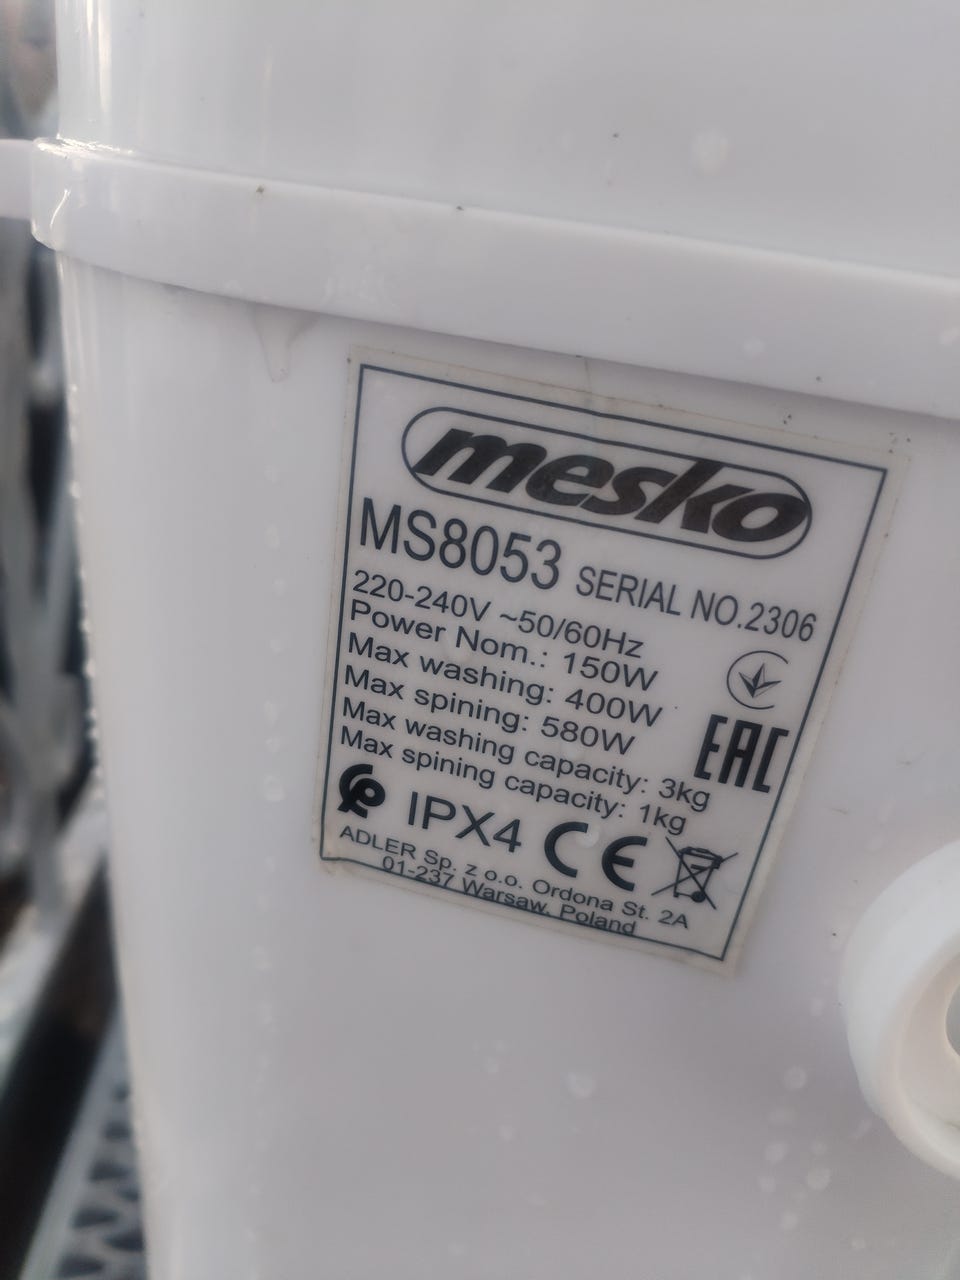 mesko
MS8053 SERIAL NO.2306
220-240V ~50/60Hz
Power Nom.: 150W
Max washing: 400W
Max spining: 580W
Max washing capacity: 3kg
Max spining capacity: 1kg
EAC
IPX4 CE
ADLER Sp. z o.o. Ordona St. 2A
01-237 Warsaw, Poland